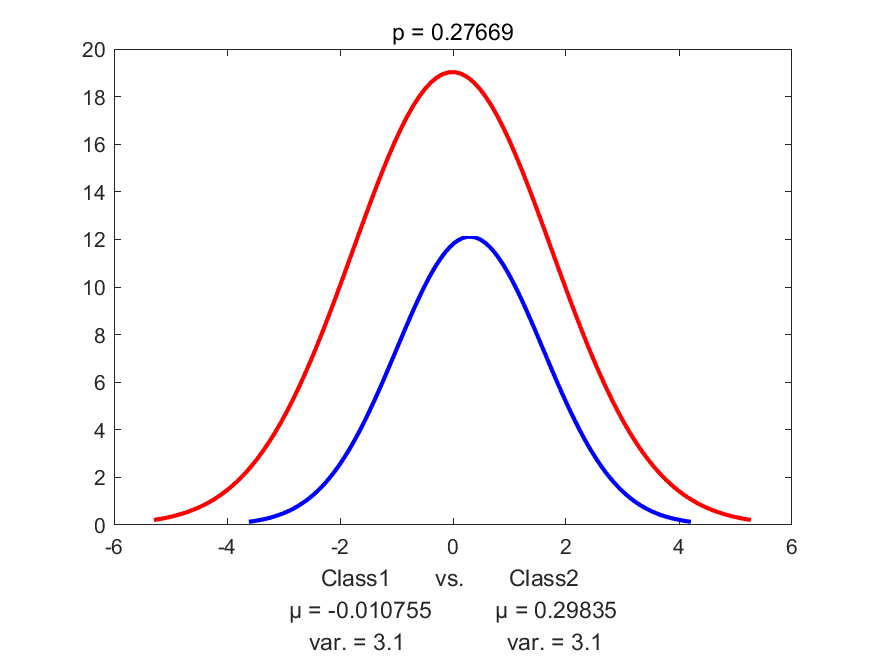 p = 0.27669
20
18
16
14
12
10
8
6
4
2
0
-6 -4 -2 0 2 4 6
Class1 vs. Class2
μ = -0.010755 μ = 0.29835
var. = 3.1 var. = 3.1